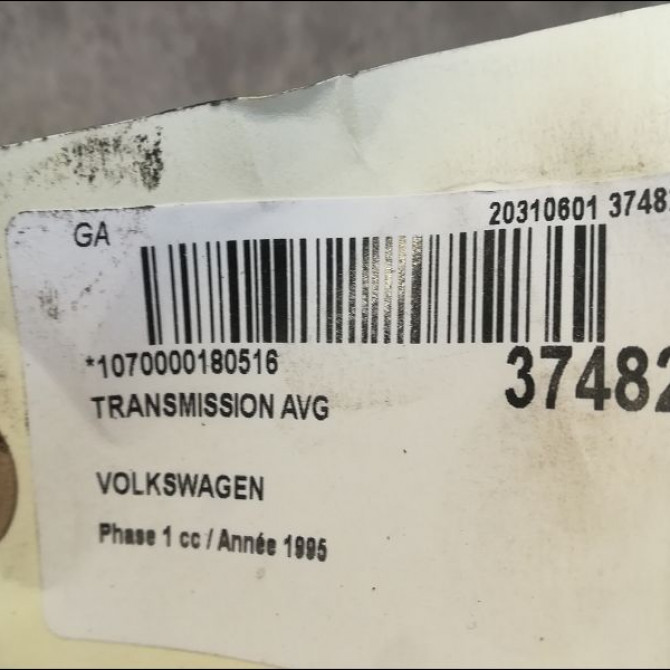 20310601 3748
GA
*1070000180516
37482
TRANSMISSION AVG
VOLKSWAGEN
Phase 1 cc / Année 1995